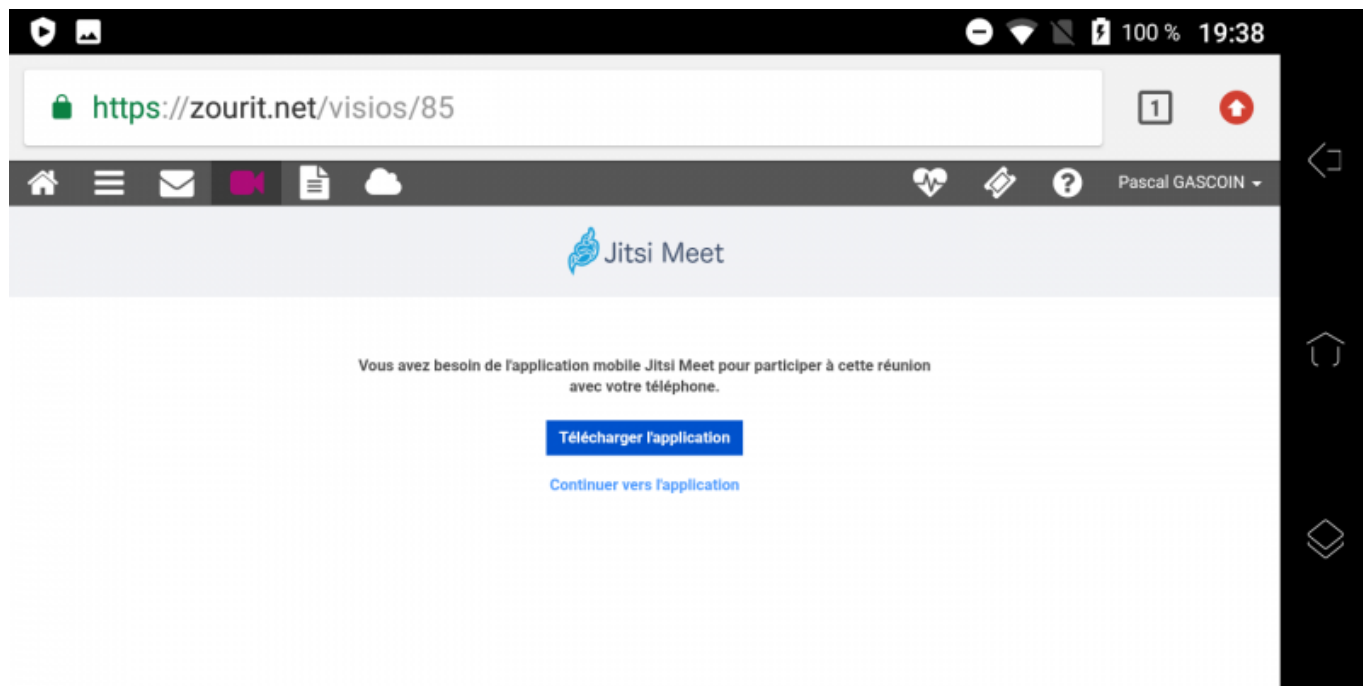 100 % 19:38
https://zourit.net/visios/85
1
Pascal GASCOIN
Jitsi Meet
Vous avez besoin de l'application mobile Jitsi Meet pour participer à cette réunion
avec votre téléphone.
Télécharger l'application
Continuer vers l'application